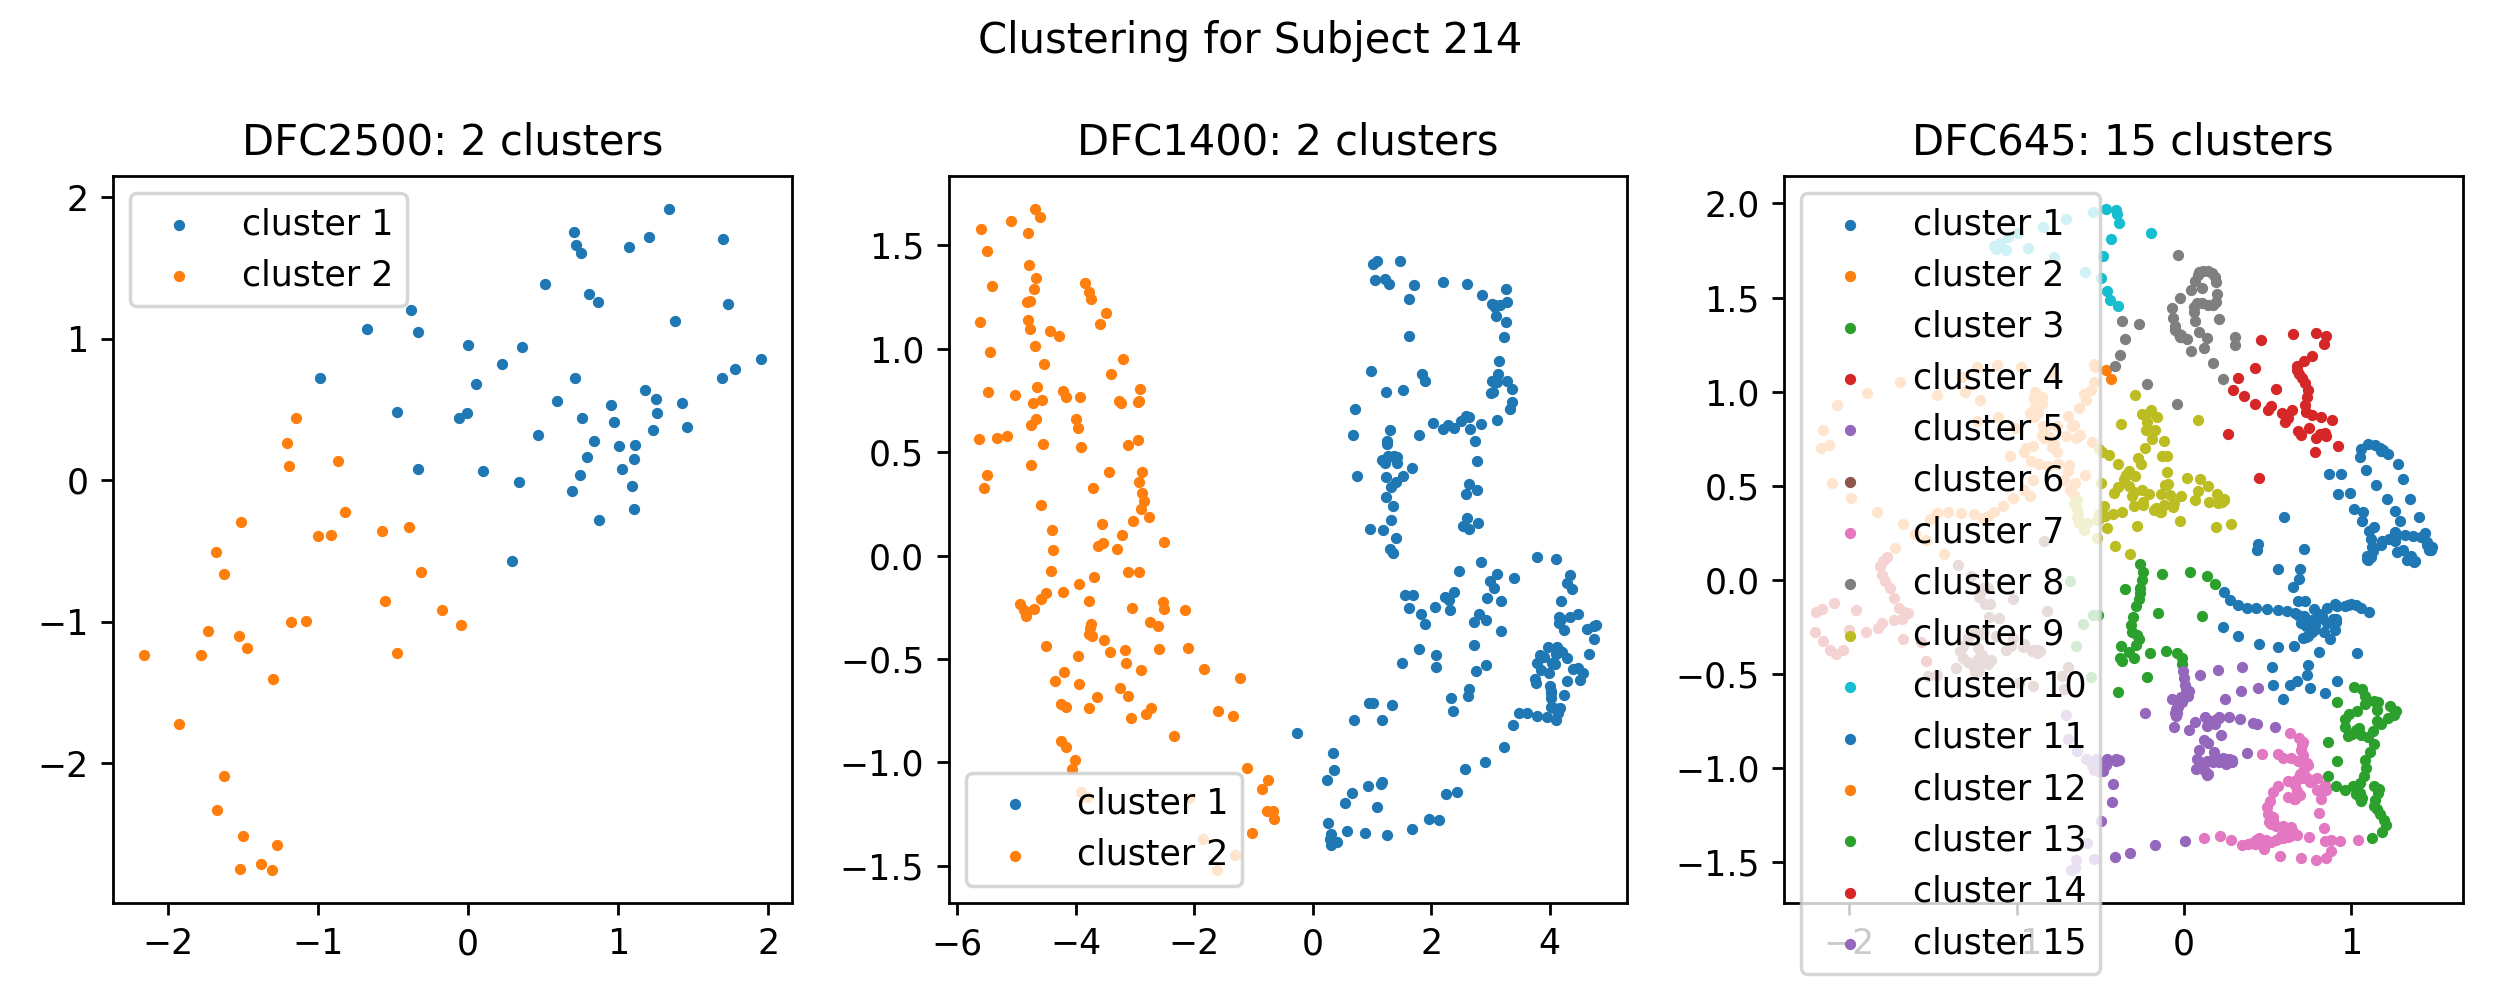 Clustering for Subject 214
DFC2500: 2 clusters
cluster 1
cluster 2
2
1
0
−1
−2
−2
−1
0
1
2
DFC1400: 2 clusters
1.5
1.0
0.5
0.0
−0.5
−1.0
−1.5
cluster 1
cluster 2
−6
−4
−2
0
2
4
DFC645: 15 clusters
2.0
1.5
1.0
0.5
0.0
−0.5
−1.0
−1.5
cluster 1
cluster 2
cluster 3
cluster 4
cluster 5
cluster 6
cluster 7
cluster 8
cluster 9
cluster 10
cluster 11
cluster 12
cluster 13
cluster 14
cluster 15
−2
−1
0
1